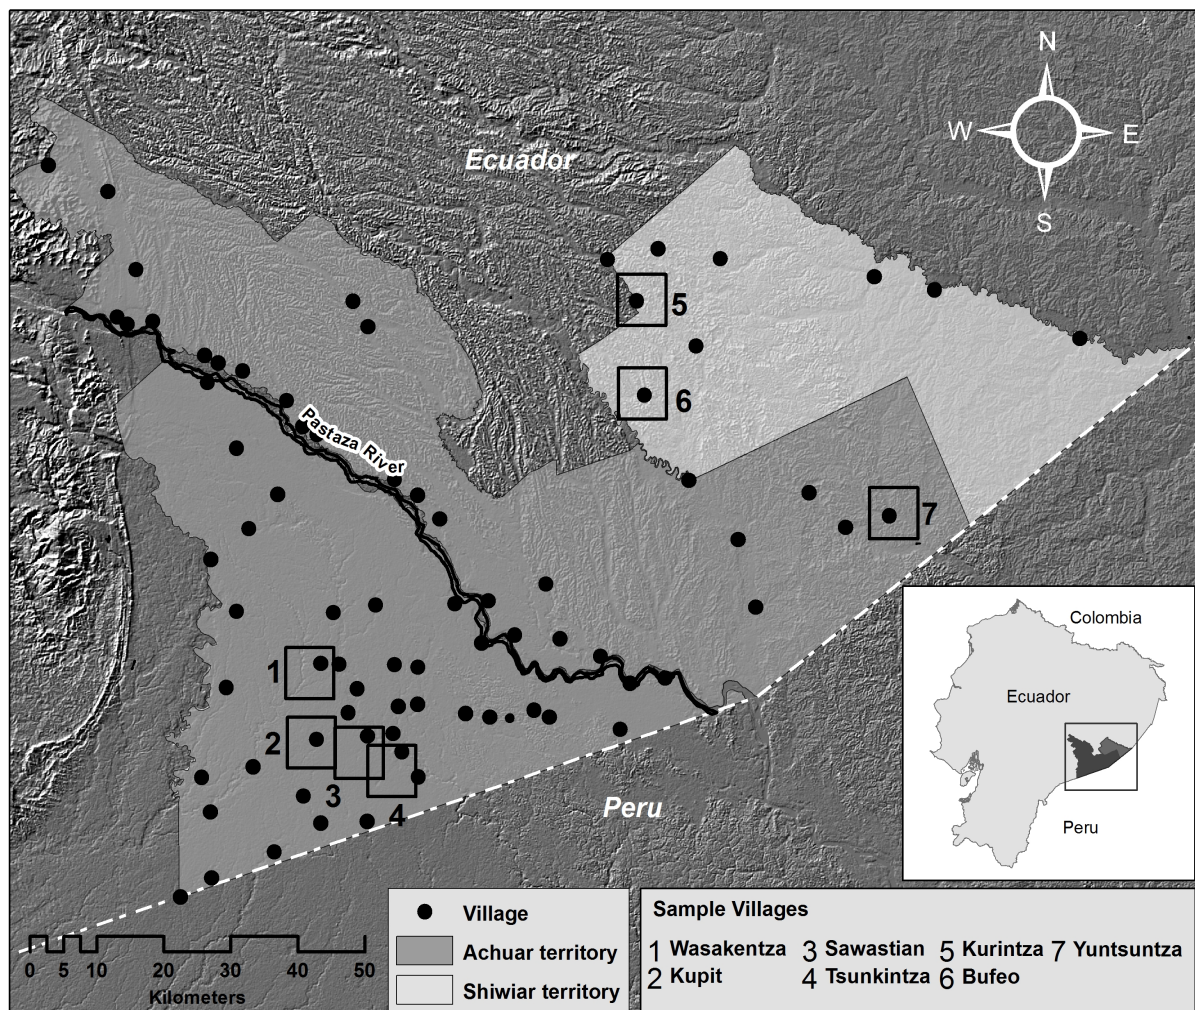 N
W E
S
Ecuador
5
6
Pastaza River
7
1
2
3
4
Peru
Colombia
Ecuador
Peru
Village
Achuar territory
Shiwiar territory
0 5 10 20 30 40 50
Kilometers
Sample Villages
1 Wasakentza 3 Sawastian 5 Kurintza 7 Yuntsuntza
2 Kupit 4 Tsunkintza 6 Bufeo